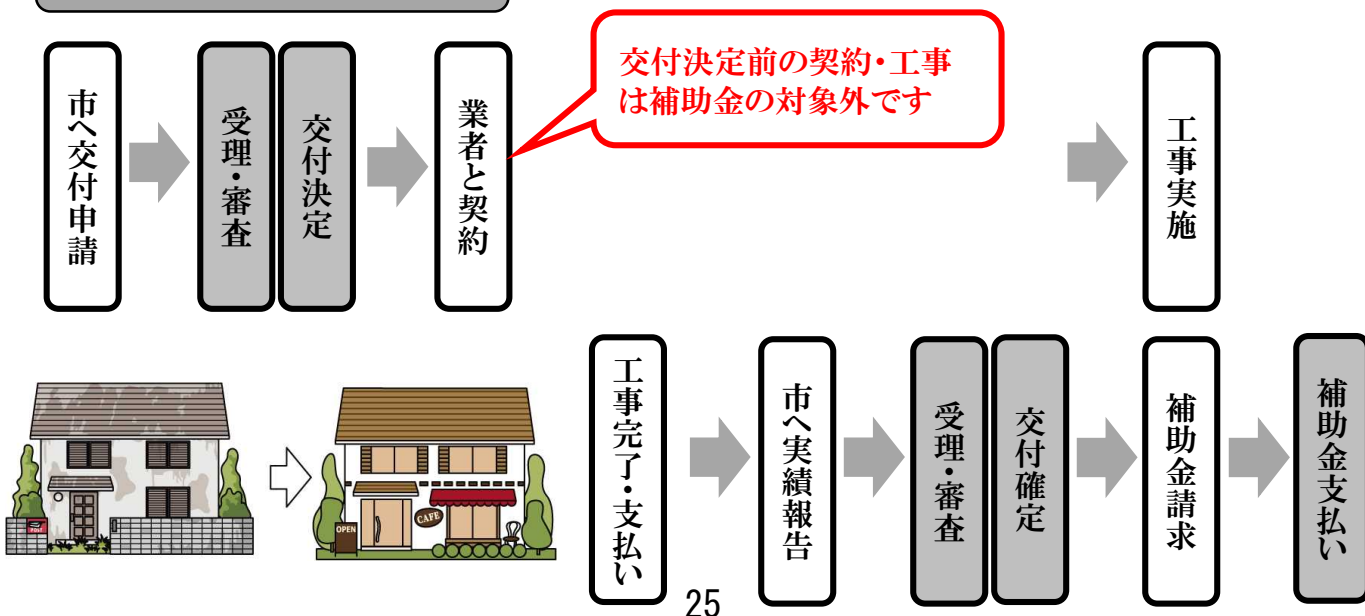 市へ交付申請
受理・審査
交付決定
業者と契約
交付決定前の契約・工事
は補助金の対象外です
工事実施
POST
OPEN
CAFE
工事完了・支払い
市へ実績報告
受理・審査
交付確定
補助金請求
補助金支払い
25